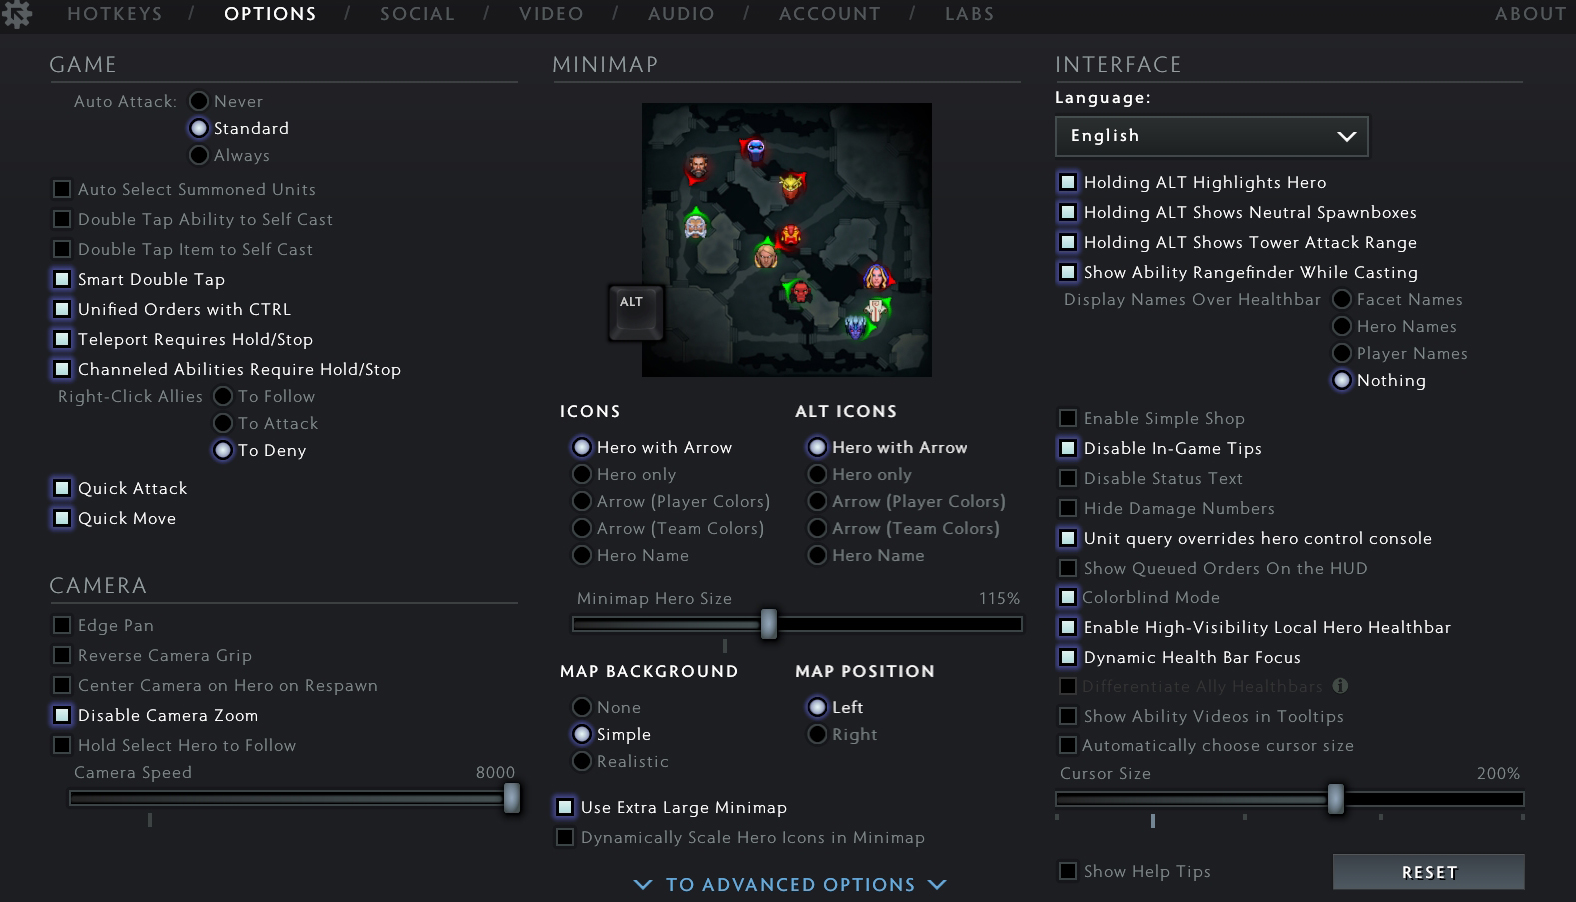 HOTKEYS / OPTIONS / SOCIAL / VIDEO / AUDIO / ACCOUNT / LABS ABOUT
GAME
Auto Attack: Never
Standard
Always
Auto Select Summoned Units
Double Tap Ability to Self Cast
Double Tap Item to Self Cast
Smart Double Tap
Unified Orders with CTRL
Teleport Requires Hold/Stop
Channeled Abilities Require Hold/Stop
Right-Click Allies To Follow
To Attack
To Deny
Quick Attack
Quick Move
CAMERA
Edge Pan
Reverse Camera Grip
Center Camera on Hero on Respawn
Disable Camera Zoom
Hold Select Hero to Follow
Camera Speed 8000
MINIMAP
ALT
ICONS
Hero with Arrow
Hero only
Arrow (Player Colors)
Arrow (Team Colors)
Hero Name
ALT ICONS
Hero with Arrow
Hero only
Arrow (Player Colors)
Arrow (Team Colors)
Hero Name
Minimap Hero Size 115%
MAP BACKGROUND
None
Simple
Realistic
MAP POSITION
Left
Right
Use Extra Large Minimap
Dynamically Scale Hero Icons in Minimap
TO ADVANCED OPTIONS
INTERFACE
Language:
English
Holding ALT Highlights Hero
Holding ALT Shows Neutral Spawnboxes
Holding ALT Shows Tower Attack Range
Show Ability Rangefinder While Casting
Display Names Over Healthbar Facet Names
Hero Names
Player Names
Nothing
Enable Simple Shop
Disable In-Game Tips
Disable Status Text
Hide Damage Numbers
Unit query overrides hero control console
Show Queued Orders On the HUD
Colorblind Mode
Enable High-Visibility Local Hero Healthbar
Dynamic Health Bar Focus
Differentiate Ally Healthbars
Show Ability Videos in Tooltips
Automatically choose cursor size
Cursor Size 200%
Show Help Tips
RESET